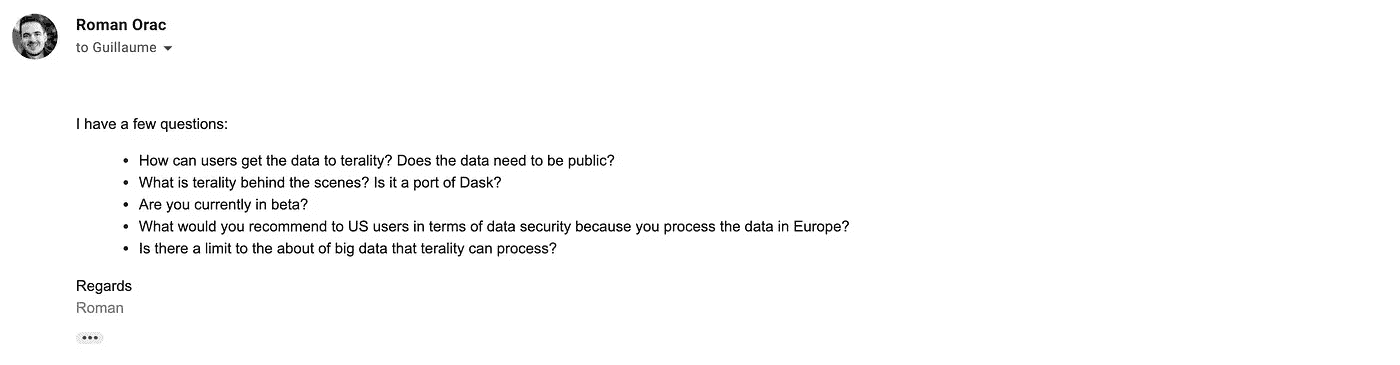 Roman Orac
to Guillaume
I have a few questions:
• How can users get the data to terality? Does the data need to be public?
• What is terality behind the scenes? Is it a port of Dask?
• Are you currently in beta?
• What would you recommend to US users in terms of data security because you process the data in Europe?
• Is there a limit to the about of big data that terality can process?
Regards
Roman